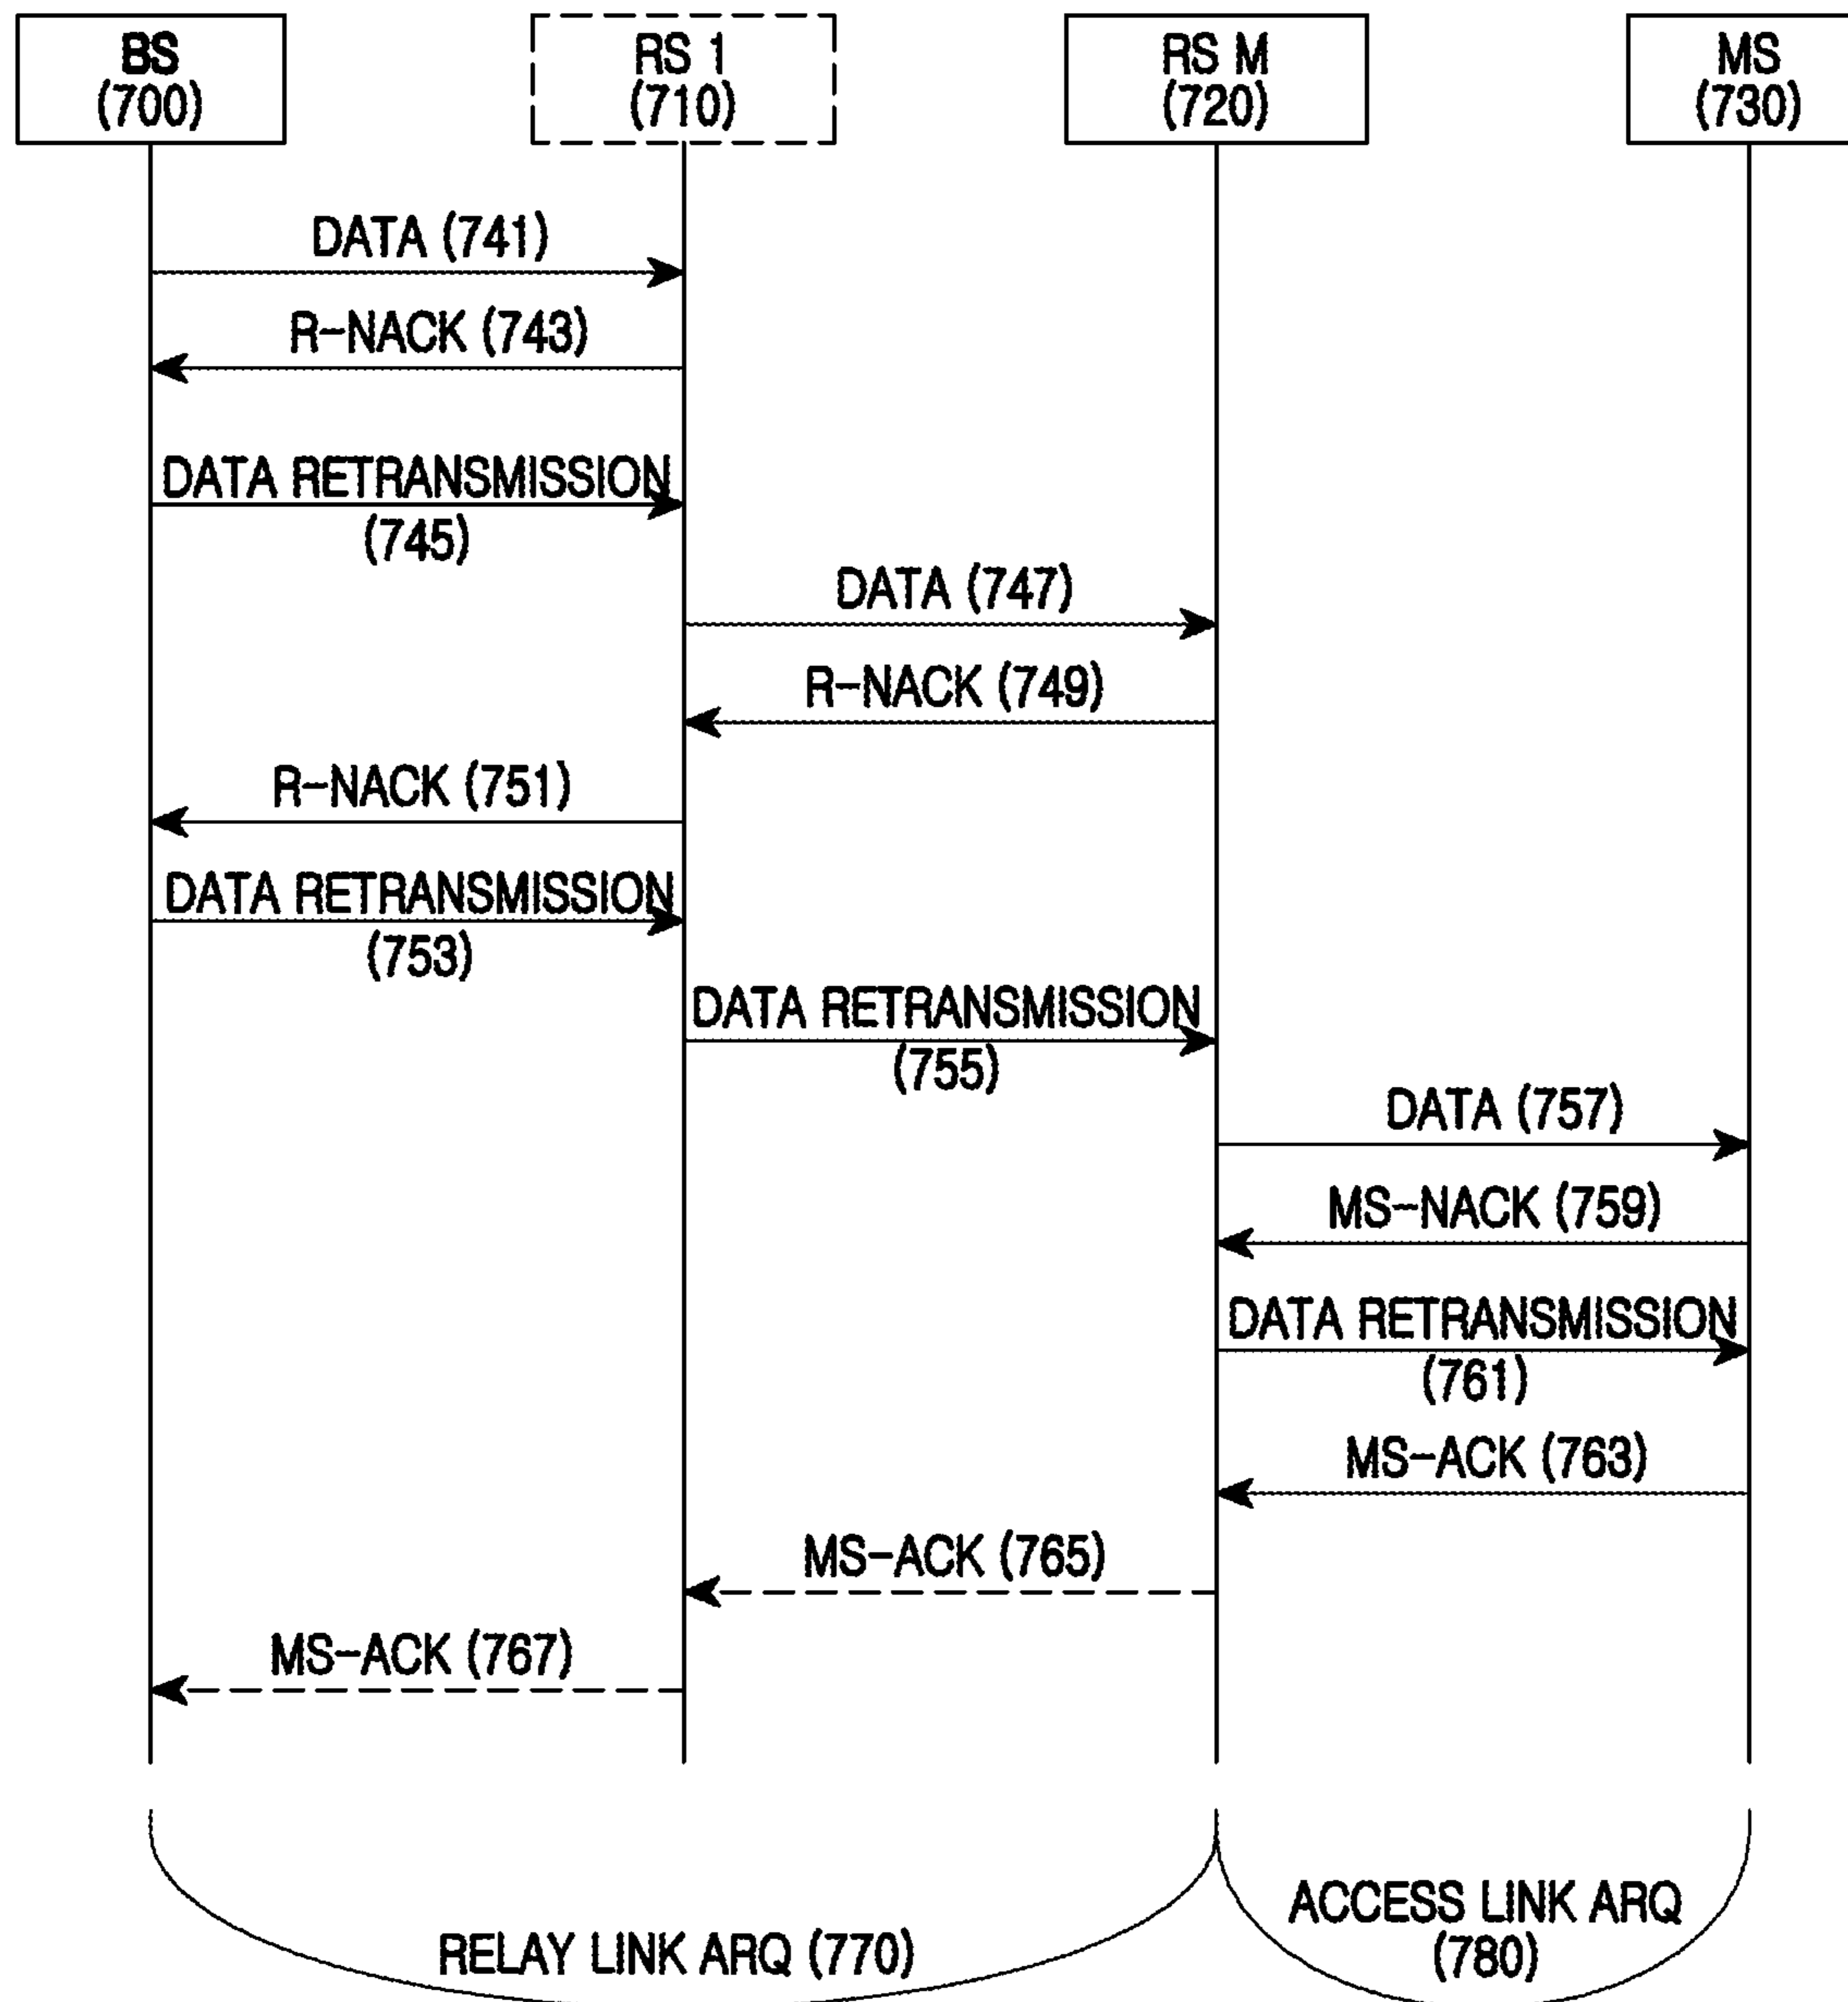 BS
(700)
RS 1
(710)
RS M
(720)
MS
(730)
DATA (741)
R-NACK (743)
DATA RETRANSMISSION
(745)
DATA (747)
R-NACK (749)
R-NACK (751)
DATA RETRANSMISSION
(753)
DATA RETRANSMISSION
(755)
DATA (757)
MS-NACK (759)
DATA RETRANSMISSION
(761)
MS-ACK (763)
MS-ACK (765)
MS-ACK (767)
RELAY LINK ARQ (770)
ACCESS LINK ARQ
(780)